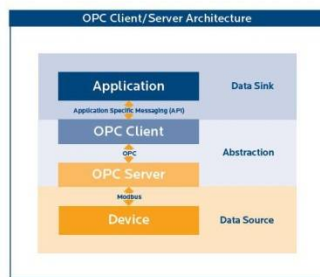 OPC Client/Server Architecture
Application
Data Sink
Application Specific Messaging (API)
OPC Client
OPC
Abstraction
OPC Server
Modbus
Device
Data Source